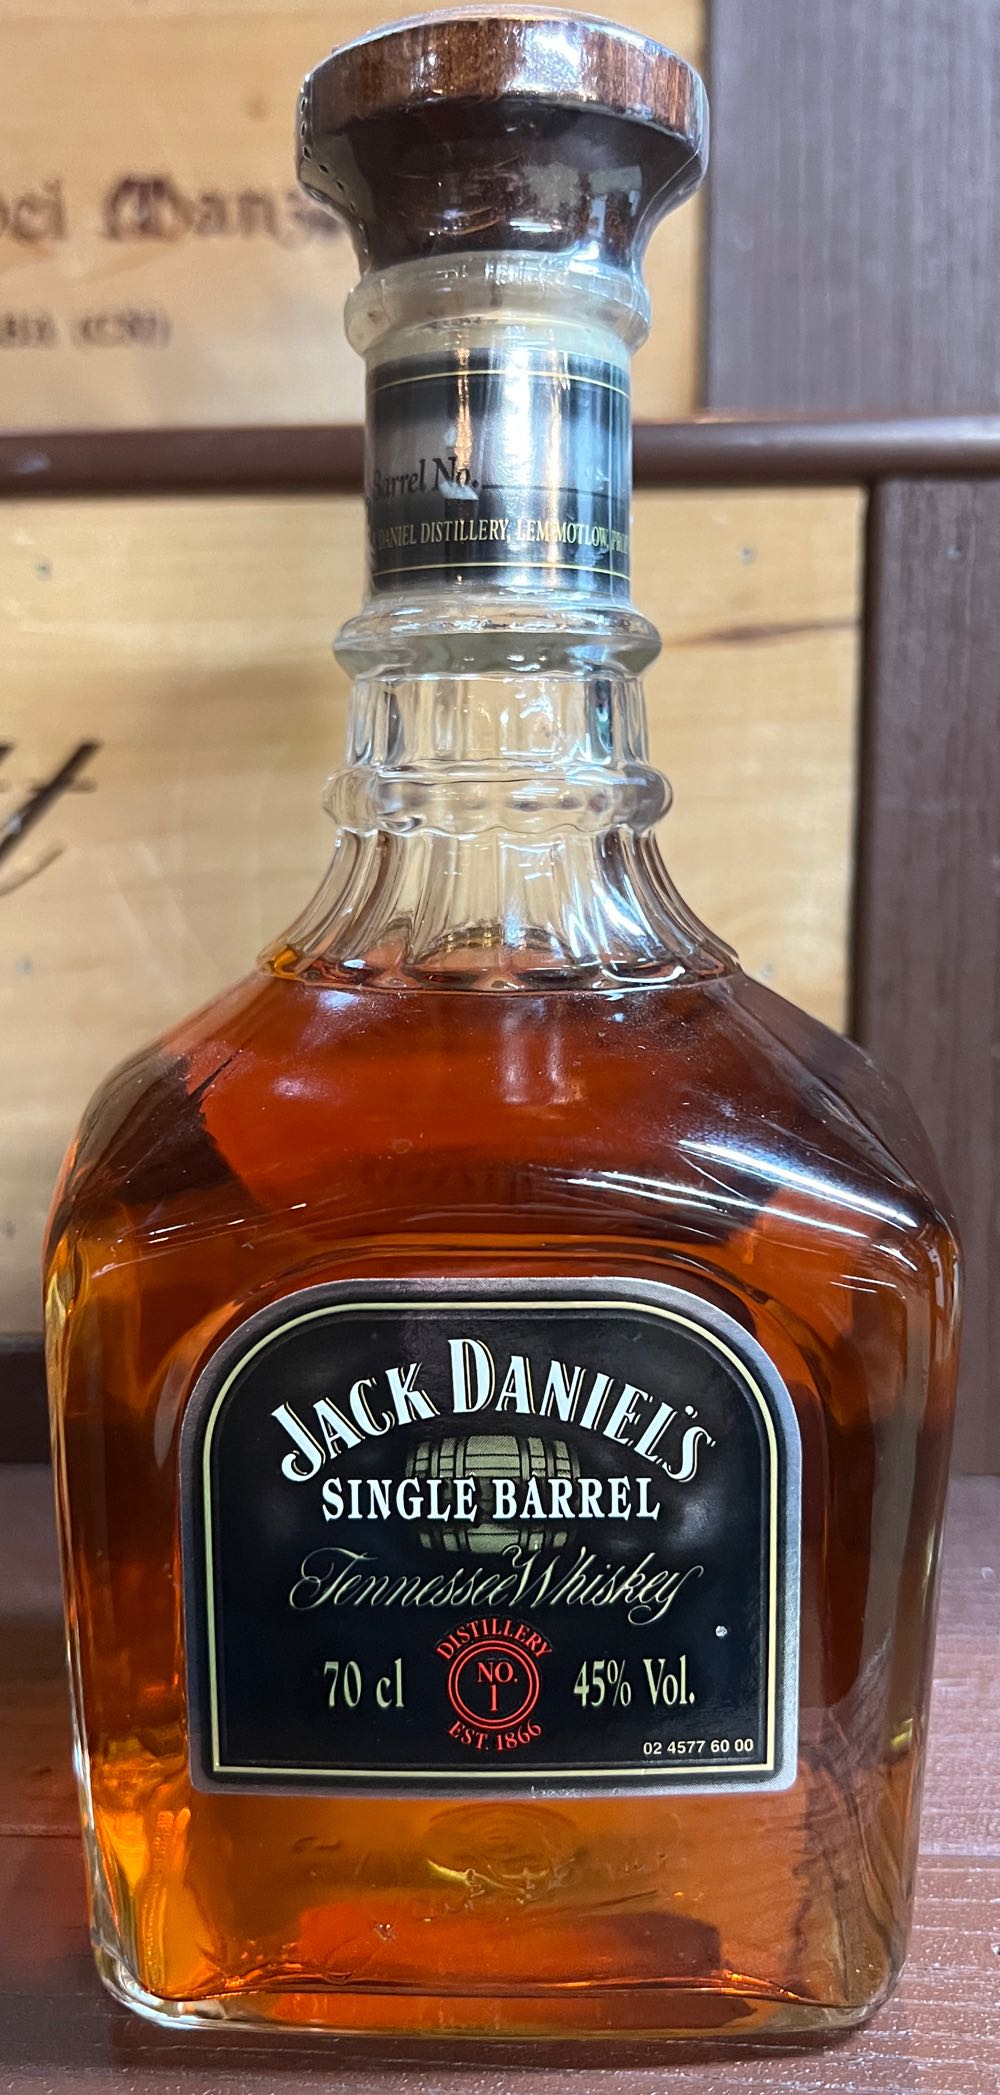 Manz
Barrel No.
DANIEL DISTILLERY, LEM MOTLOW,
JACK DANIEL'S
SINGLE BARREL
Tennessee Whiskey
DISTILLERY
70 cl NO. 1 45% Vol.
EST. 1866
02 4577 60 00